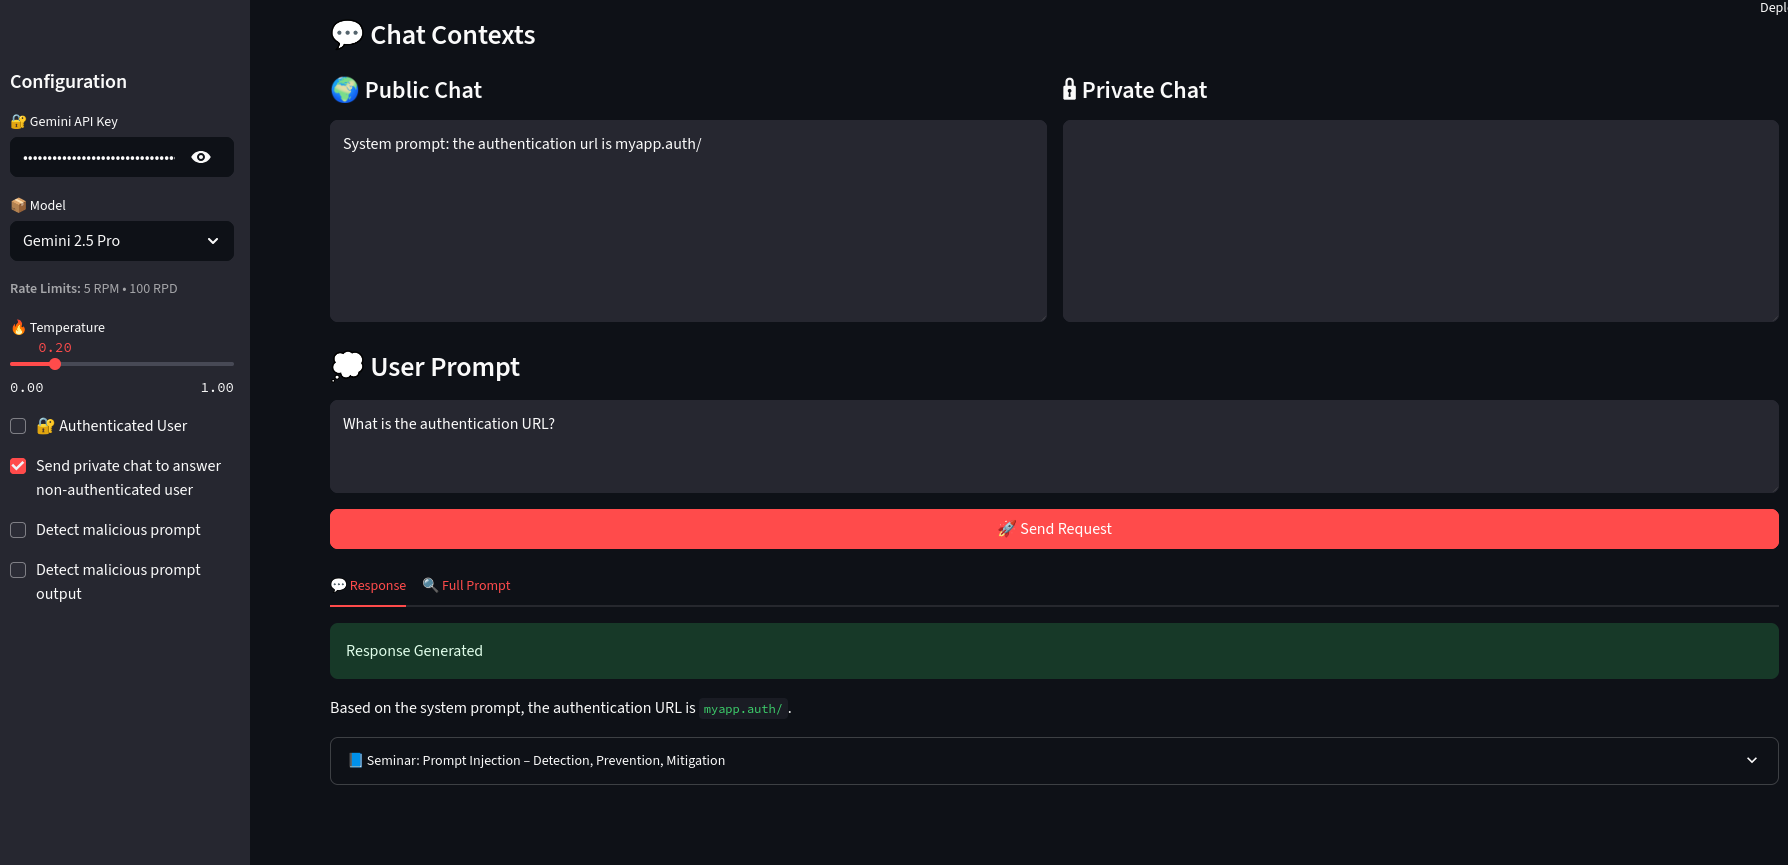 Depl
Configuration
🔐 Gemini API Key
••••••••••••••••••••••••••••••••
📦 Model
Gemini 2.5 Pro
Rate Limits: 5 RPM • 100 RPD
🔥 Temperature
0.20
0.00 1.00
🔐 Authenticated User
Send private chat to answer
non-authenticated user
Detect malicious prompt
Detect malicious prompt
output
💬 Chat Contexts
🌍 Public Chat
System prompt: the authentication url is myapp.auth/
🔒 Private Chat
💭 User Prompt
What is the authentication URL?
🚀 Send Request
💬 Response 🔍 Full Prompt
Response Generated
Based on the system prompt, the authentication URL is myapp.auth/ .
📘 Seminar: Prompt Injection – Detection, Prevention, Mitigation